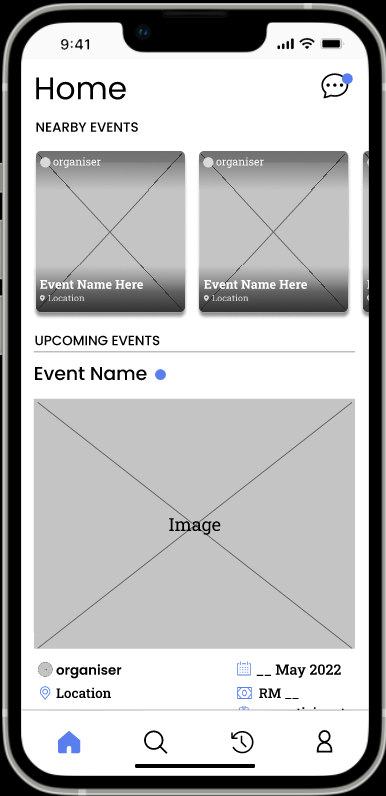 9:41
Home
NEARBY EVENTS
organiser
organiser
Event Name Here
Event Name Here
Location
Location
UPCOMING EVENTS
Event Name
Image
organiser
__ May 2022
Location
RM __